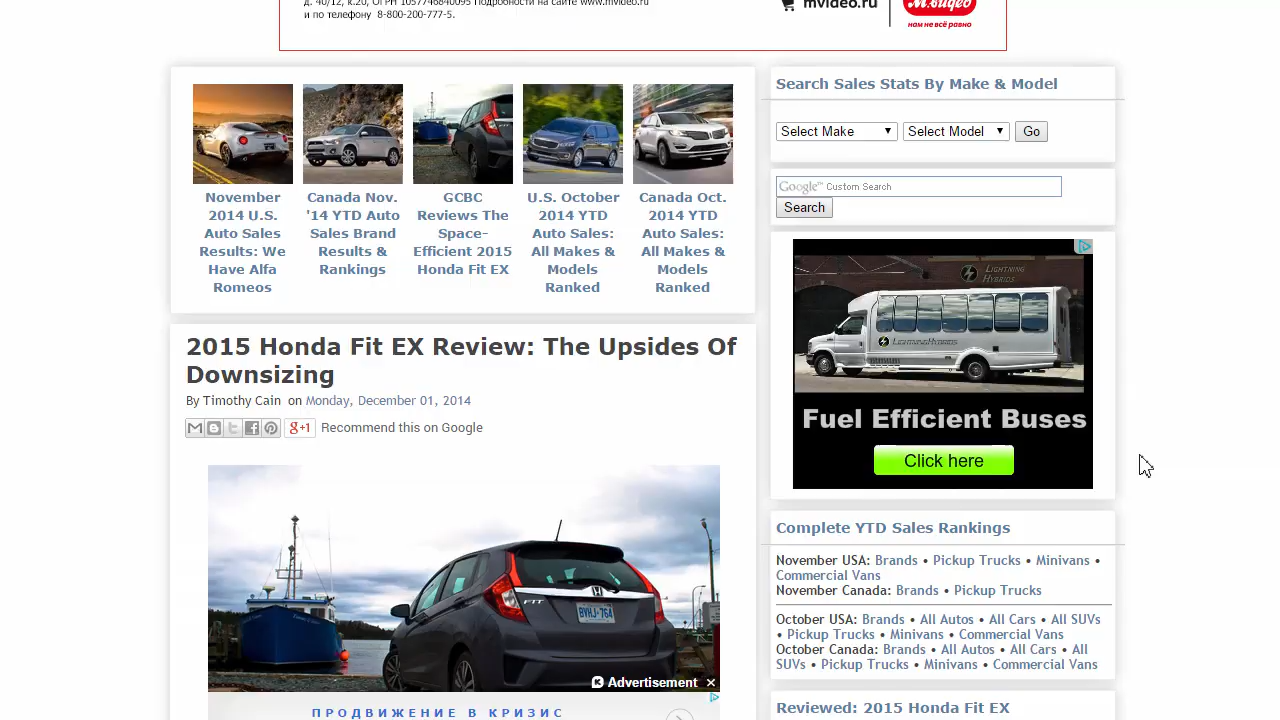 д. 40/12, к.20, ОГРН 1057746840095 Подробности на сайте www.mvideo.ru
и по телефону 8-800-200-777-5.
mvideo.ru
М.видео
нам не всё равно
November 2014 U.S. Auto Sales Results: We Have Alfa Romeos
Canada Nov. '14 YTD Auto Sales Brand Results & Rankings
GCBC Reviews The Space-Efficient 2015 Honda Fit EX
U.S. October 2014 YTD Auto Sales: All Makes & Models Ranked
Canada Oct. 2014 YTD Auto Sales: All Makes & Models Ranked
2015 Honda Fit EX Review: The Upsides Of
Downsizing
By Timothy Cain on Monday, December 01, 2014
g+1 Recommend this on Google
FIT
BVHJ·764
Advertisement
ПРОДВИЖЕНИЕ В КРИЗИС
Search Sales Stats By Make & Model
Select Make Select Model Go
Google™ Custom Search
Search
LIGHTNING
HYBRIDS
LIGHTNINGHYBRIDS
Fuel Efficient Buses
Click here
Complete YTD Sales Rankings
November USA: Brands • Pickup Trucks • Minivans •
Commercial Vans
November Canada: Brands • Pickup Trucks
October USA: Brands • All Autos • All Cars • All SUVs
• Pickup Trucks • Minivans • Commercial Vans
October Canada: Brands • All Autos • All Cars • All
SUVs • Pickup Trucks • Minivans • Commercial Vans
Reviewed: 2015 Honda Fit EX